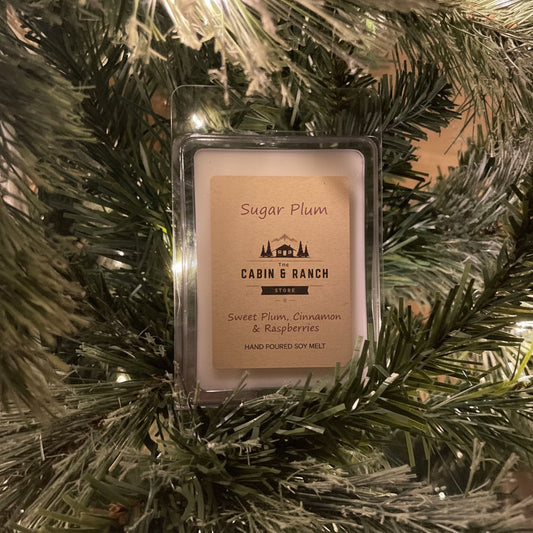 Sugar Plum
THE
CABIN & RANCH
STORE
Sweet Plum, Cinnamon
& Raspberries
HAND POURED SOY MELT